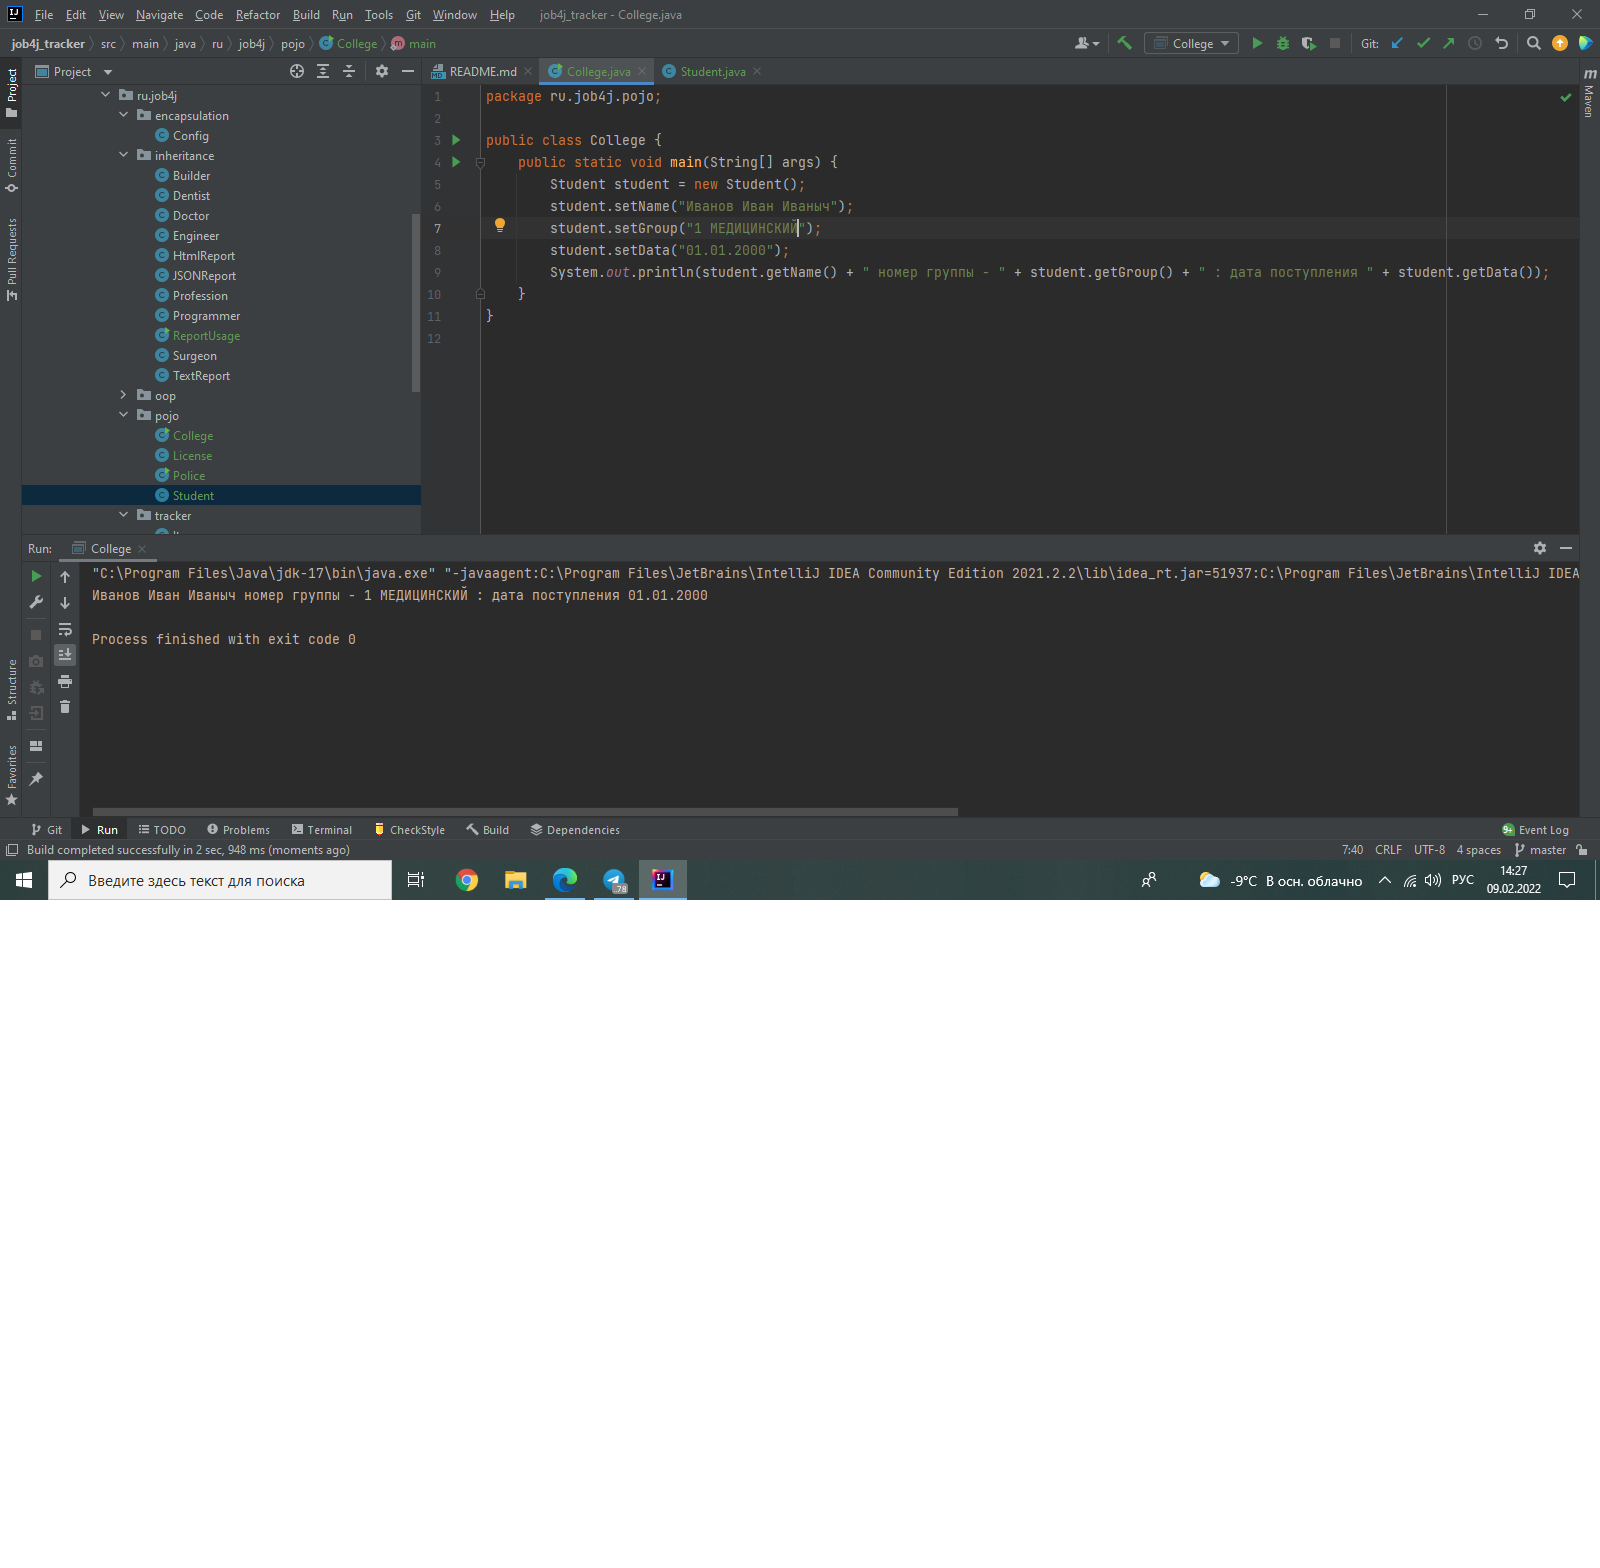 File Edit View Navigate Code Refactor Build Run Tools Git Window Help job4j_tracker - College.java
job4j_tracker src main java ru job4j pojo College main College Git:
Project README.md College.java Student.java
ru.job4j
encapsulation
Config
inheritance
Builder
Dentist
Doctor
Engineer
HtmlReport
JSONReport
Profession
Programmer
ReportUsage
Surgeon
TextReport
oop
pojo
College
License
Police
Student
tracker
1 package ru.job4j.pojo;
2
3 public class College {
4 public static void main(String[] args) {
5 Student student = new Student();
6 student.setName("Иванов Иван Иваныч");
7 student.setGroup("1 МЕДИЦИНСКИЙ");
8 student.setData("01.01.2000");
9 System.out.println(student.getName() + " номер группы - " + student.getGroup() + " : дата поступления " + student.getData());
10 }
11 }
12
Project
Commit
Pull Requests
Structure
Favorites
Maven
Run: College
"C:\Program Files\Java\jdk-17\bin\java.exe" "-javaagent:C:\Program Files\JetBrains\IntelliJ IDEA Community Edition 2021.2.2\lib\idea_rt.jar=51937:C:\Program Files\JetBrains\IntelliJ IDEA
Иванов Иван Иваныч номер группы - 1 МЕДИЦИНСКИЙ : дата поступления 01.01.2000
Process finished with exit code 0
Git Run TODO Problems Terminal CheckStyle Build Dependencies 9+ Event Log
Build completed successfully in 2 sec, 948 ms (moments ago) 7:40 CRLF UTF-8 4 spaces master
Введите здесь текст для поиска -9°C В осн. облачно РУС 14:27
09.02.2022